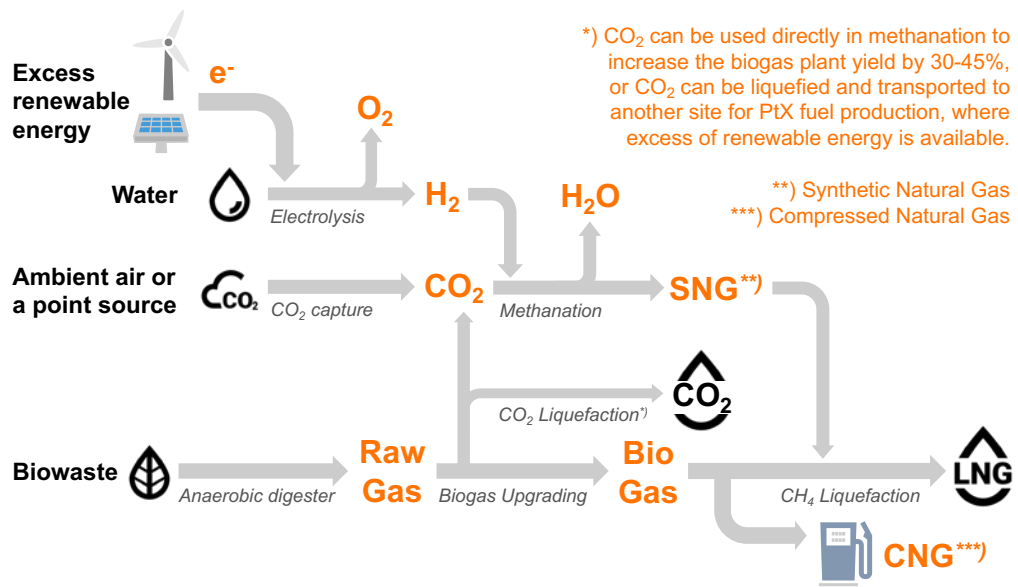 *) CO₂ can be used directly in methanation to
increase the biogas plant yield by 30-45%,
or CO₂ can be liquefied and transported to
another site for PtX fuel production, where
excess of renewable energy is available.
**) Synthetic Natural Gas
***) Compressed Natural Gas
Excess
renewable
energy
e⁻
O₂
Water
Electrolysis
H₂
H₂O
Ambient air or
a point source
CO₂
CO₂ capture
CO₂
Methanation
SNG**)
CO₂ Liquefaction*)
CO₂
Biowaste
Anaerobic digester
Raw
Gas
Biogas Upgrading
Bio
Gas
CH₄ Liquefaction
LNG
CNG***)